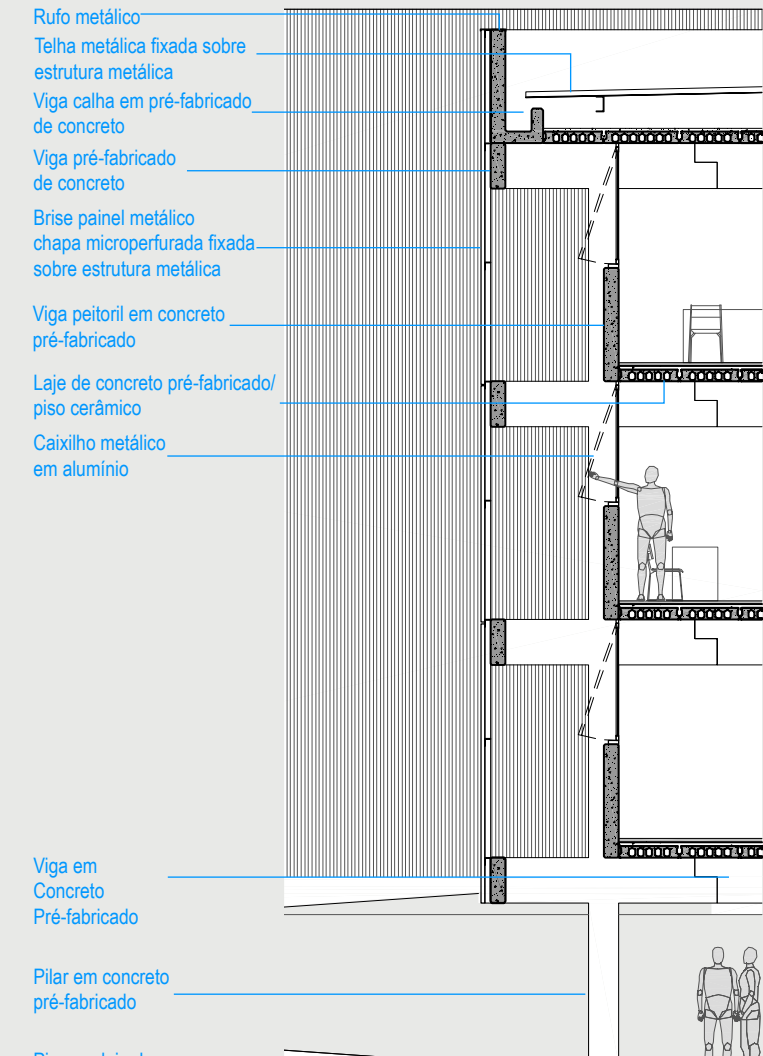 Rufo metálico
Telha metálica fixada sobre
estrutura metálica
Viga calha em pré-fabricado
de concreto
Viga pré-fabricado
de concreto
Brise painel metálico
chapa microperfurada fixada
sobre estrutura metálica
Viga peitoril em concreto
pré-fabricado
Laje de concreto pré-fabricado/
piso cerâmico
Caixilho metálico
em alumínio
Viga em
Concreto
Pré-fabricado
Pilar em concreto
pré-fabricado